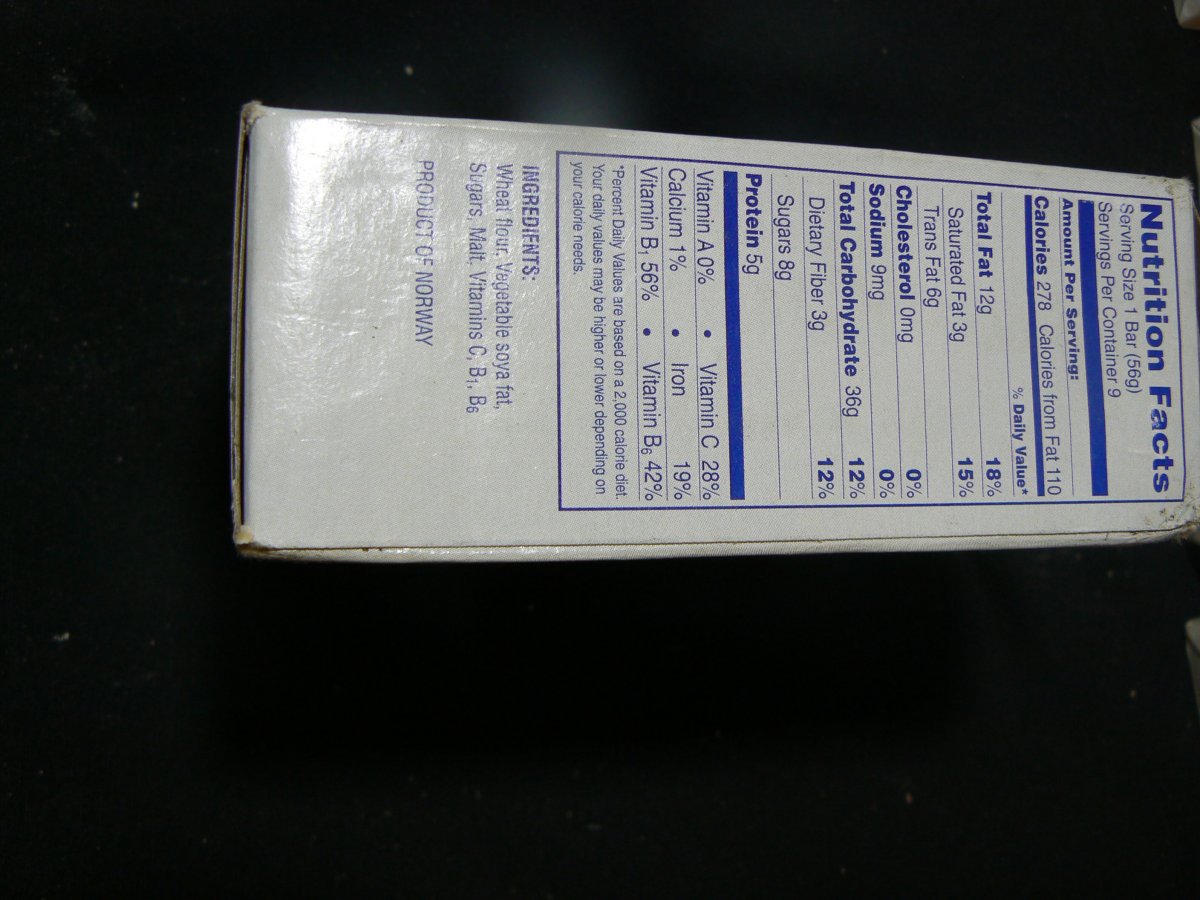 Nutrition Facts
Serving Size 1 Bar (56g)
Servings Per Container 9
Amount Per Serving:
Calories 278 Calories from Fat 110
% Daily Value*
Total Fat 12g 18%
Saturated Fat 3g 15%
Trans Fat 6g
Cholesterol 0mg 0%
Sodium 9mg 0%
Total Carbohydrate 36g 12%
Dietary Fiber 3g 12%
Sugars 8g
Protein 5g
Vitamin A 0% • Vitamin C 28%
Calcium 1% • Iron 19%
Vitamin B₁ 56% • Vitamin B₆ 42%
*Percent Daily Values are based on a 2,000 calorie diet.
Your daily values may be higher or lower depending on
your calorie needs.
INGREDIENTS:
Wheat flour, Vegetable soya fat,
Sugars, Malt, Vitamins C, B₁, B₆
PRODUCT OF NORWAY